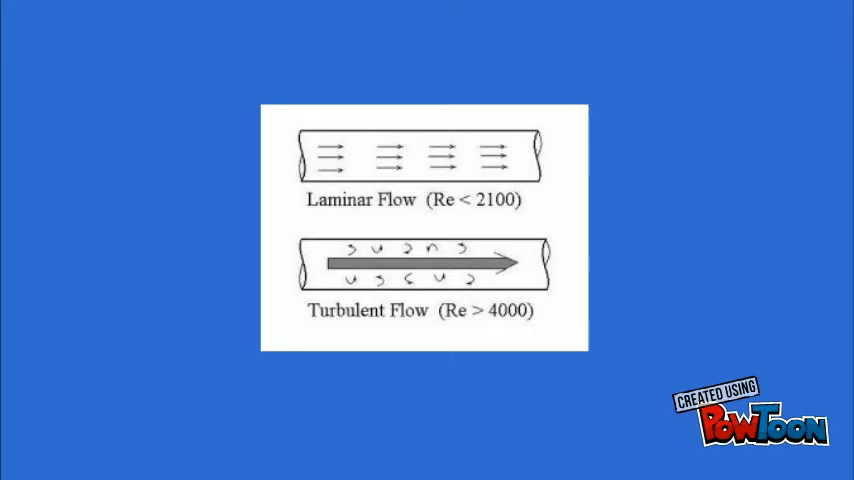 Laminar Flow (Re < 2100)
Turbulent Flow (Re > 4000)
CREATED USING
POWTOON